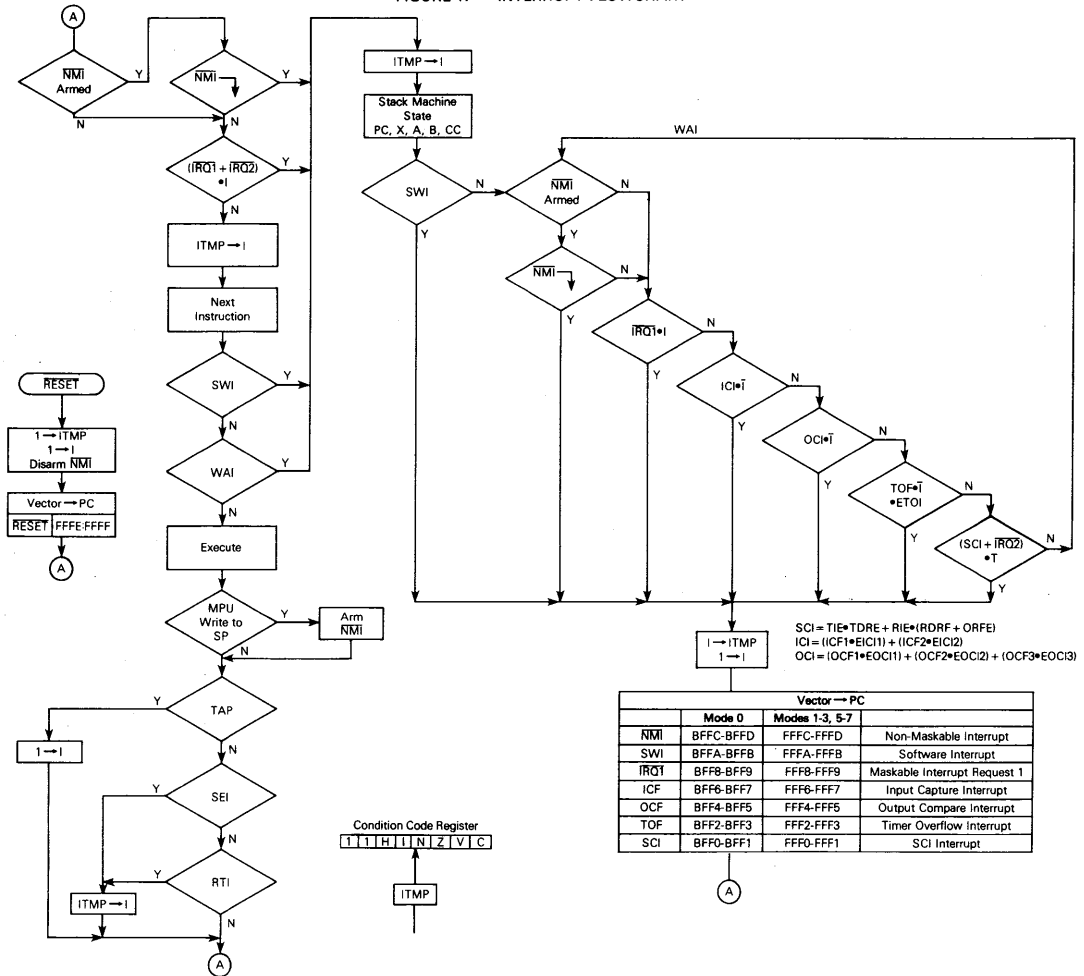 A
NMI
Armed
Y
N
NMI
Y
N
(IRQ1 + IRQ2)
•I
Y
N
ITMP → I
Next
Instruction
SWI
Y
N
WAI
Y
N
Execute
MPU
Write to
SP
Y
N
Arm
NMI
TAP
Y
N
1 → I
SEI
Y
N
RTI
Y
N
ITMP → I
A
RESET
1 → ITMP
1 → I
Disarm NMI
Vector → PC
RESET FFFE:FFFF
A
ITMP → I
Stack Machine
State
PC, X, A, B, CC
SWI
N
Y
WAI
NMI
Armed
N
Y
NMI
N
Y
IRQ1•I
N
Y
ICI•I
N
Y
OCI•I
N
Y
TOF•I
•ETOI
N
Y
(SCI + IRQ2)
•T
N
Y
I → ITMP
1 → I
SCI = TIE•TDRE + RIE•(RDRF + ORFE)
ICI = (ICF1•EICI1) + (ICF2•EICI2)
OCI = (OCF1•EOCI1) + (OCF2•EOCI2) + (OCF3•EOCI3)
Vector → PC
Mode 0 Modes 1-3, 5-7
NMI BFFC-BFFD FFFC-FFFD Non-Maskable Interrupt
SWI BFFA-BFFB FFFA-FFFB Software Interrupt
IRQ1 BFF8-BFF9 FFF8-FFF9 Maskable Interrupt Request 1
ICF BFF6-BFF7 FFF6-FFF7 Input Capture Interrupt
OCF BFF4-BFF5 FFF4-FFF5 Output Compare Interrupt
TOF BFF2-BFF3 FFF2-FFF3 Timer Overflow Interrupt
SCI BFF0-BFF1 FFF0-FFF1 SCI Interrupt
A
Condition Code Register
1 1 H I N Z V C
ITMP